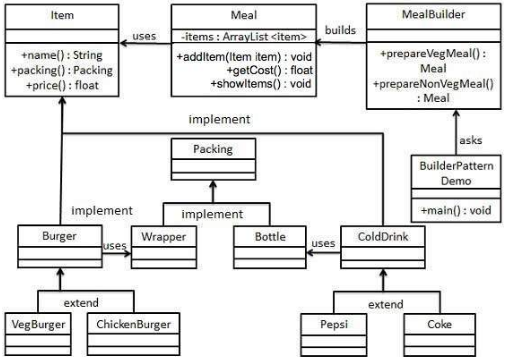 Item
+name() : String
+packing() : Packing
+price() : float
uses
Meal
-items : ArrayList <item>
+addItem(Item item) : void
+getCost() : float
+showItems() : void
builds
MealBuilder
+prepareVegMeal() :
Meal
+prepareNonVegMeal()
: Meal
implement
asks
Packing
BuilderPattern
Demo
+main() : void
implement
implement
Burger
uses
Wrapper
Bottle
uses
ColdDrink
extend
extend
VegBurger
ChickenBurger
Pepsi
Coke